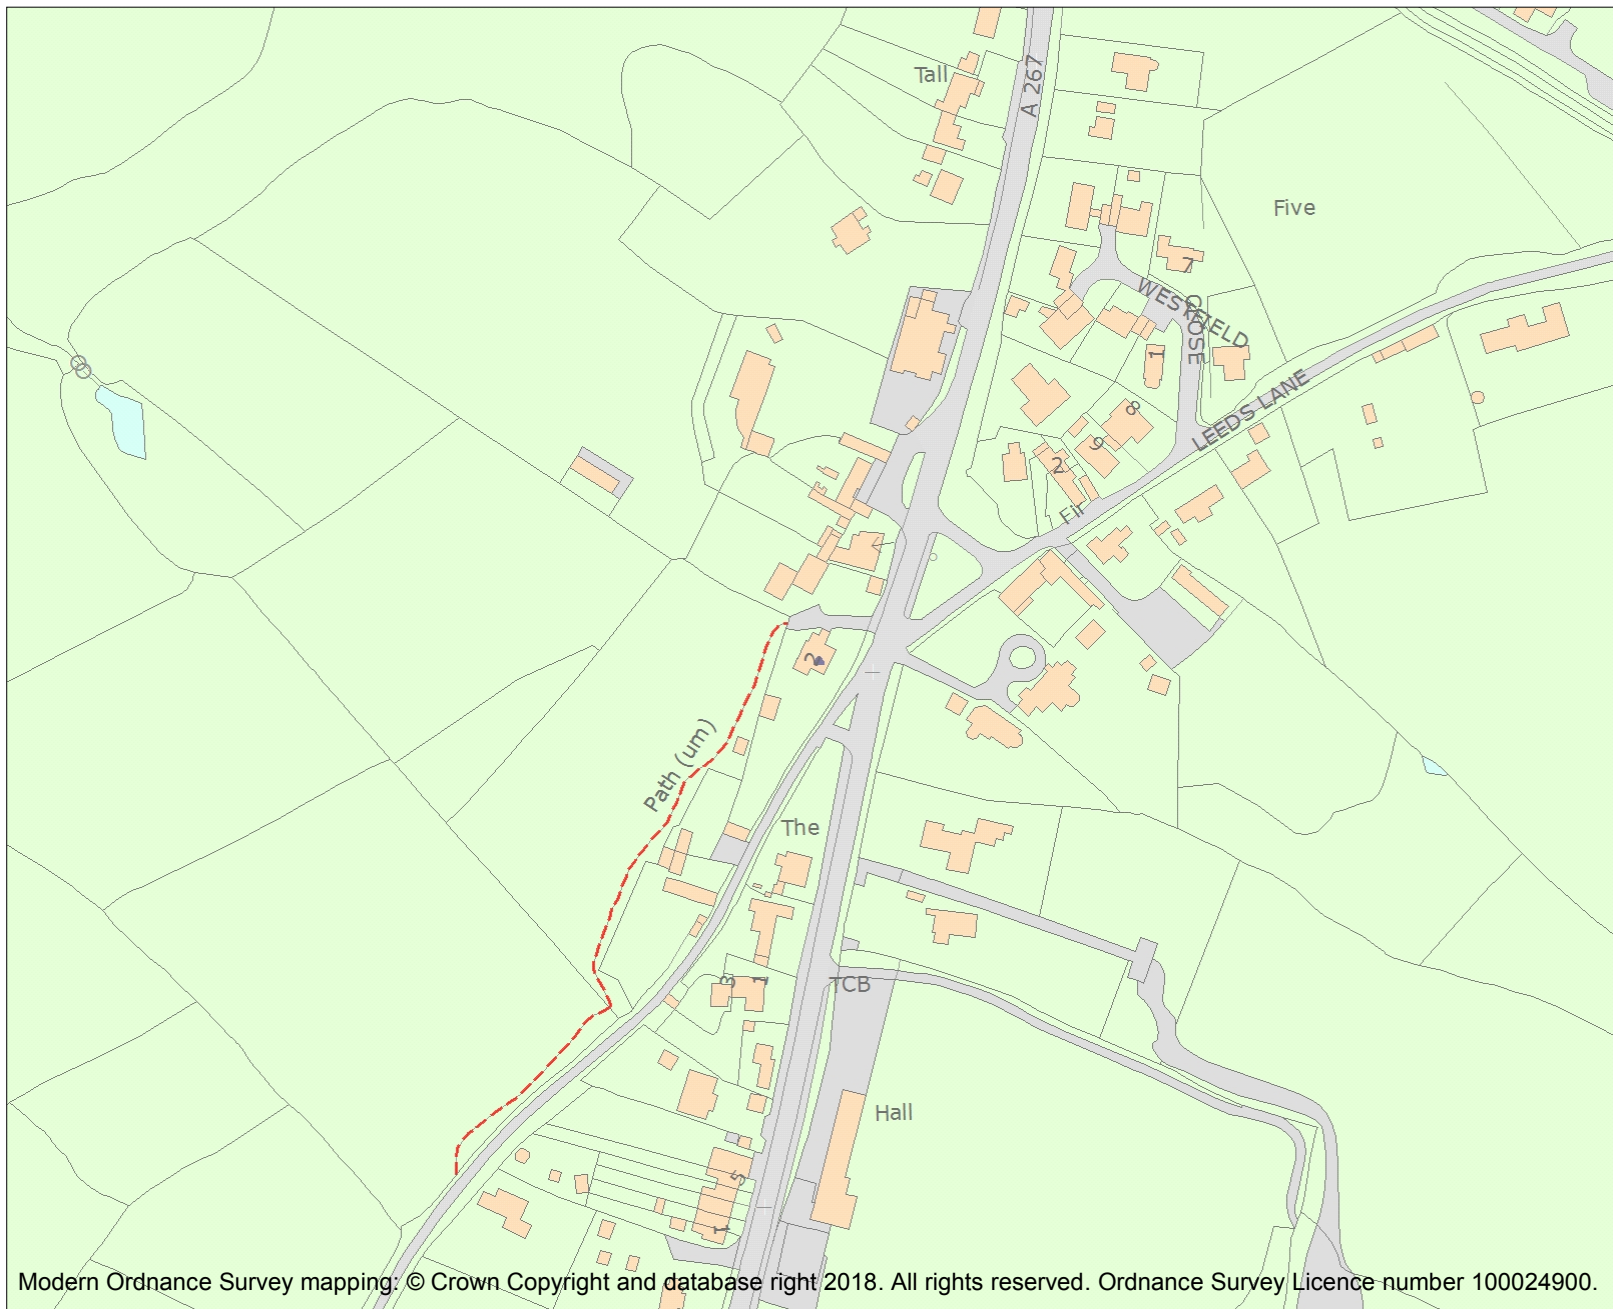 Tall
A 267
Five
7
WESTFIELD
CLOSE
1
LEEDS LANE
8
9
2
Fir
2
Path (um)
The
3
1
TCB
Hall
5
1
Modern Ordnance Survey mapping: © Crown Copyright and database right 2018. All rights reserved. Ordnance Survey Licence number 100024900.